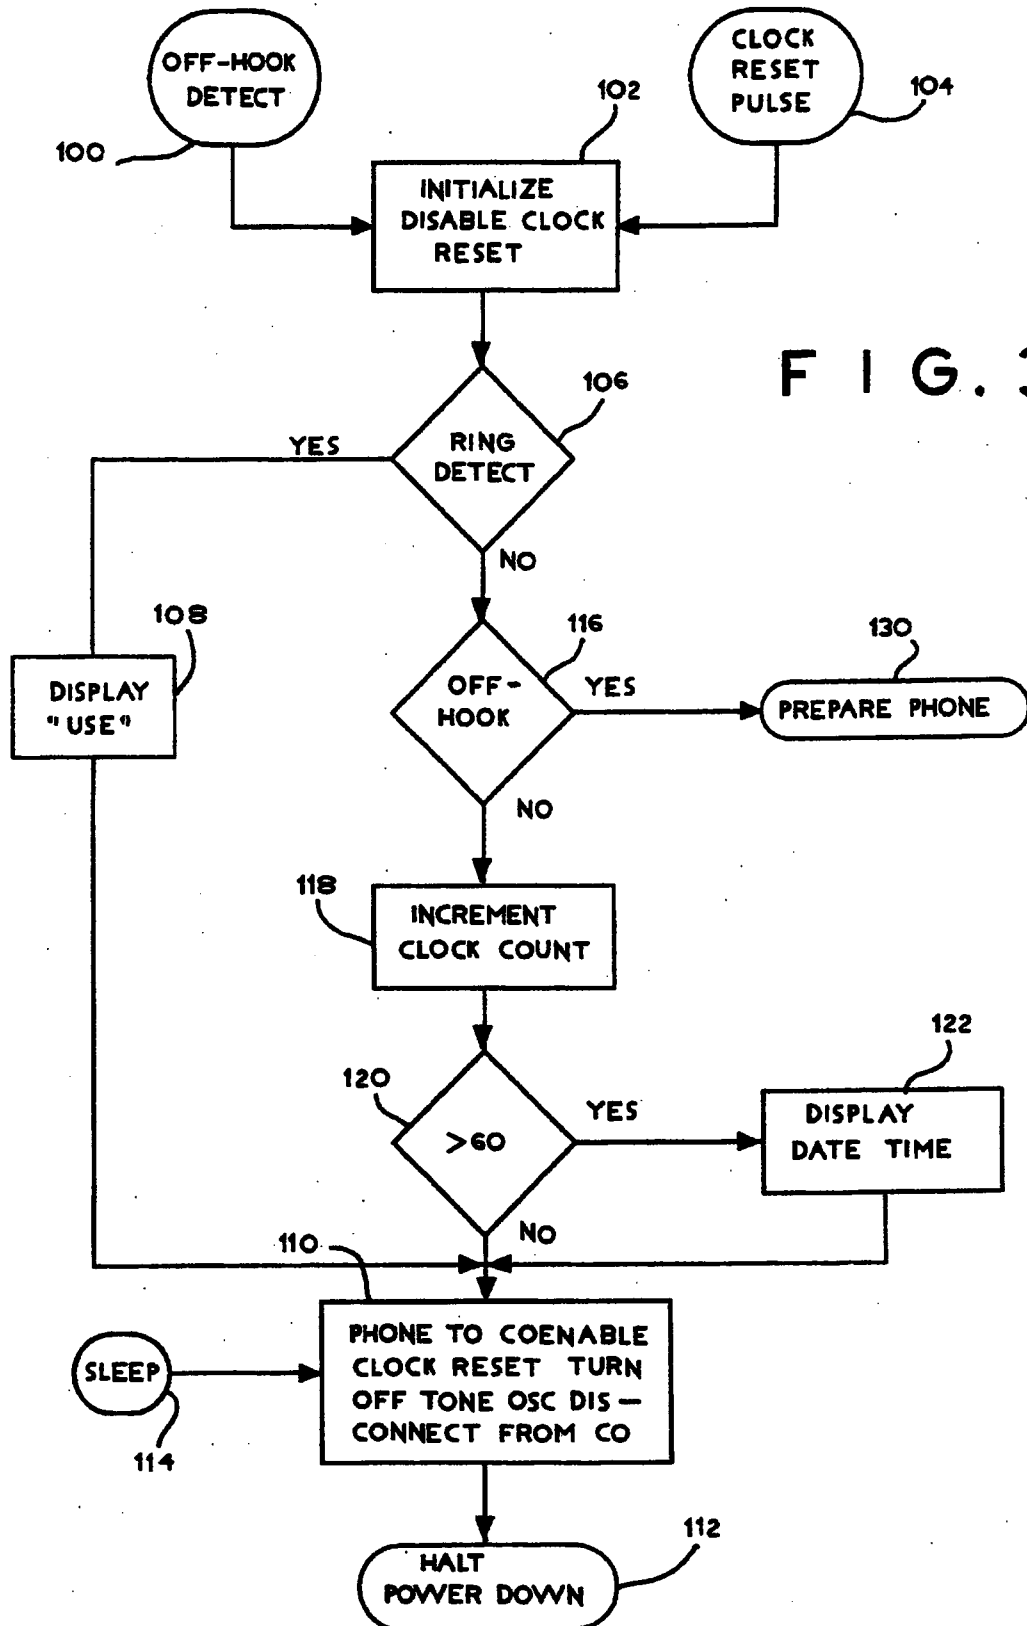 OFF-HOOK
DETECT
100
CLOCK
RESET
PULSE
104
102
INITIALIZE
DISABLE CLOCK
RESET
F I G.
106
RING
DETECT
YES
NO
108
DISPLAY
"USE"
116
OFF-
HOOK
YES
NO
130
PREPARE PHONE
118
INCREMENT
CLOCK COUNT
120
>60
YES
NO
122
DISPLAY
DATE TIME
110
PHONE TO COENABLE
CLOCK RESET TURN
OFF TONE OSC DIS-
CONNECT FROM CO
SLEEP
114
HALT
POWER DOWN
112